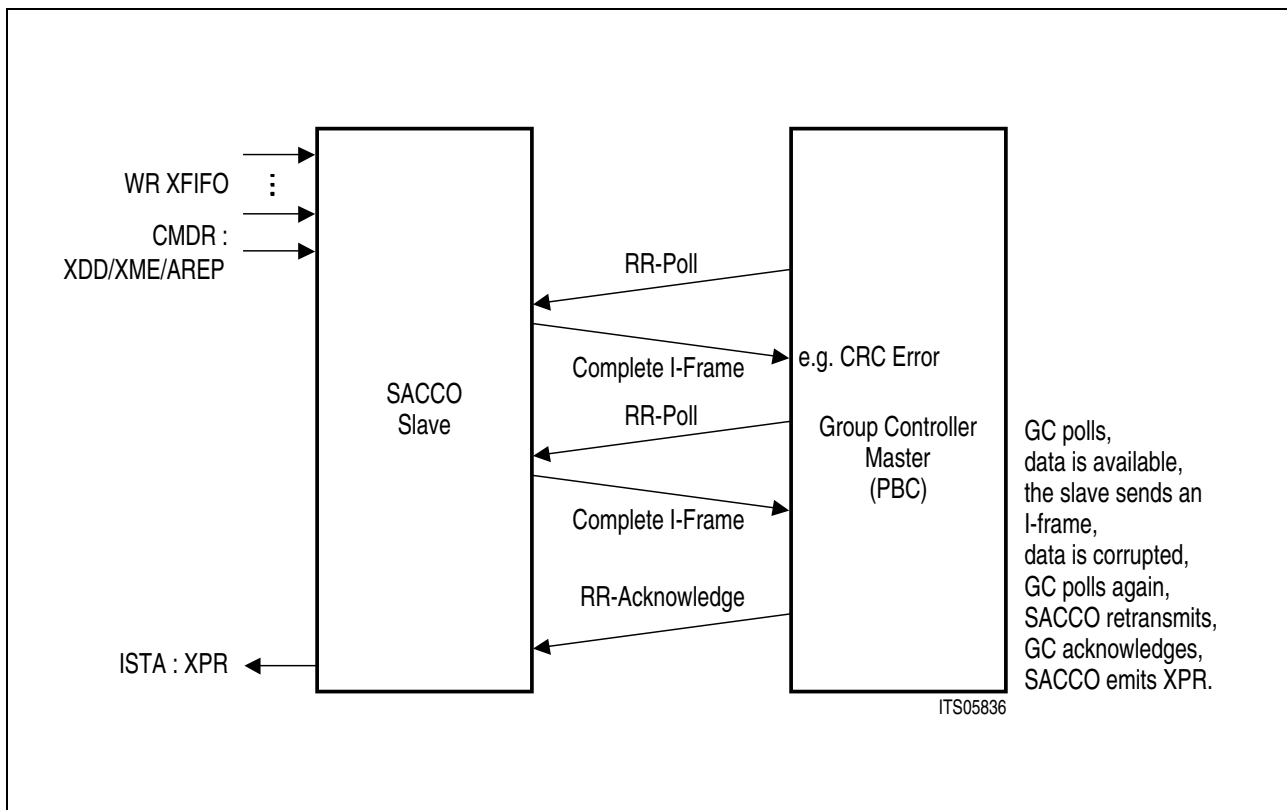 WR XFIFO
CMDR :
XDD/XME/AREP
SACCO
Slave
ISTA : XPR
RR-Poll
Complete I-Frame
RR-Poll
Complete I-Frame
RR-Acknowledge
e.g. CRC Error
Group Controller
Master
(PBC)
GC polls,
data is available,
the slave sends an
I-frame,
data is corrupted,
GC polls again,
SACCO retransmits,
GC acknowledges,
SACCO emits XPR.
ITS05836